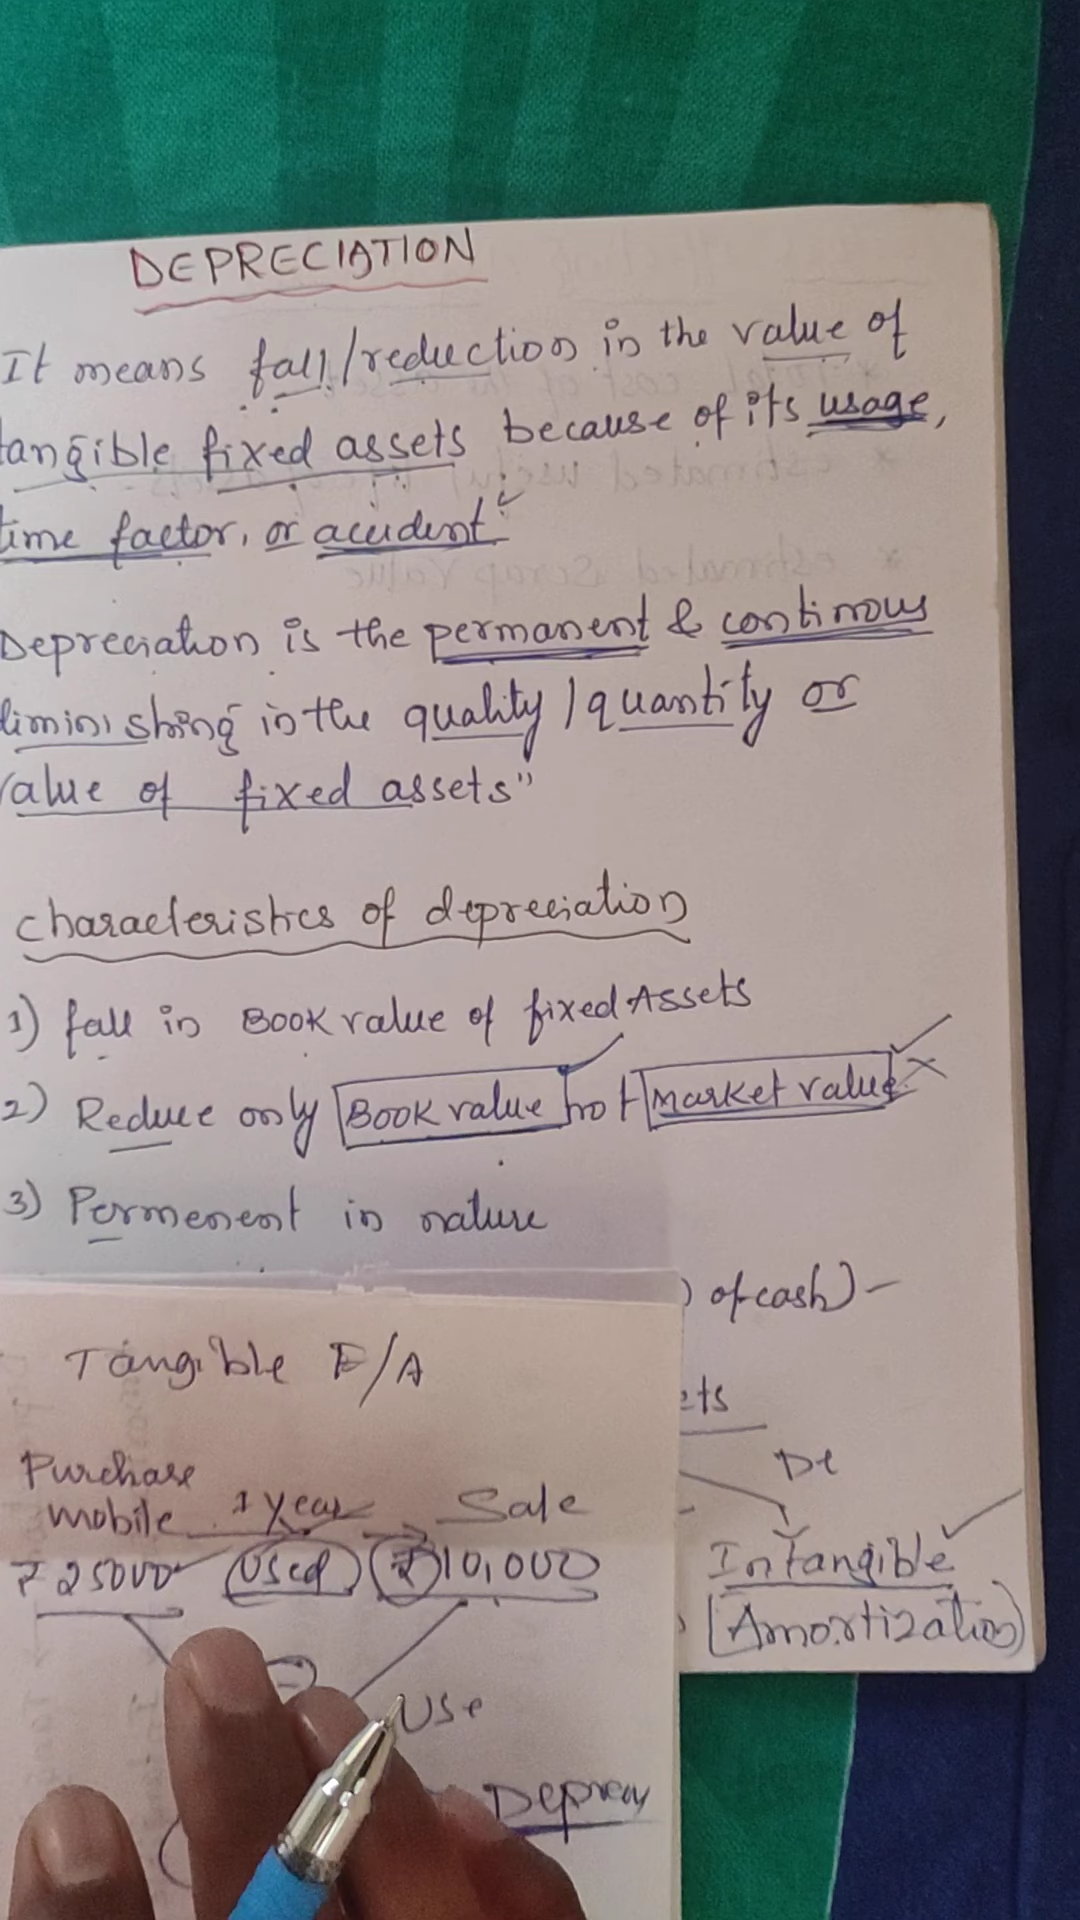 DEPRECIATION
It means fall/reduction in the value of
tangible fixed assets because of its usage,
time factor, or accident"
Depreciation is the permanent & continous
diminishing in the quality / quantity or
value of fixed assets"
characteristics of depreciation
1) fall in Book value of fixed Assets
2) Reduce only Book value not Market value
3) Permenent in nature
of cash) -
ets
De
Intangible
(Amortization)
Tangible F/A
Purchase
mobile 1 year Sale
₹ 25000 used ₹ 10,000
Use